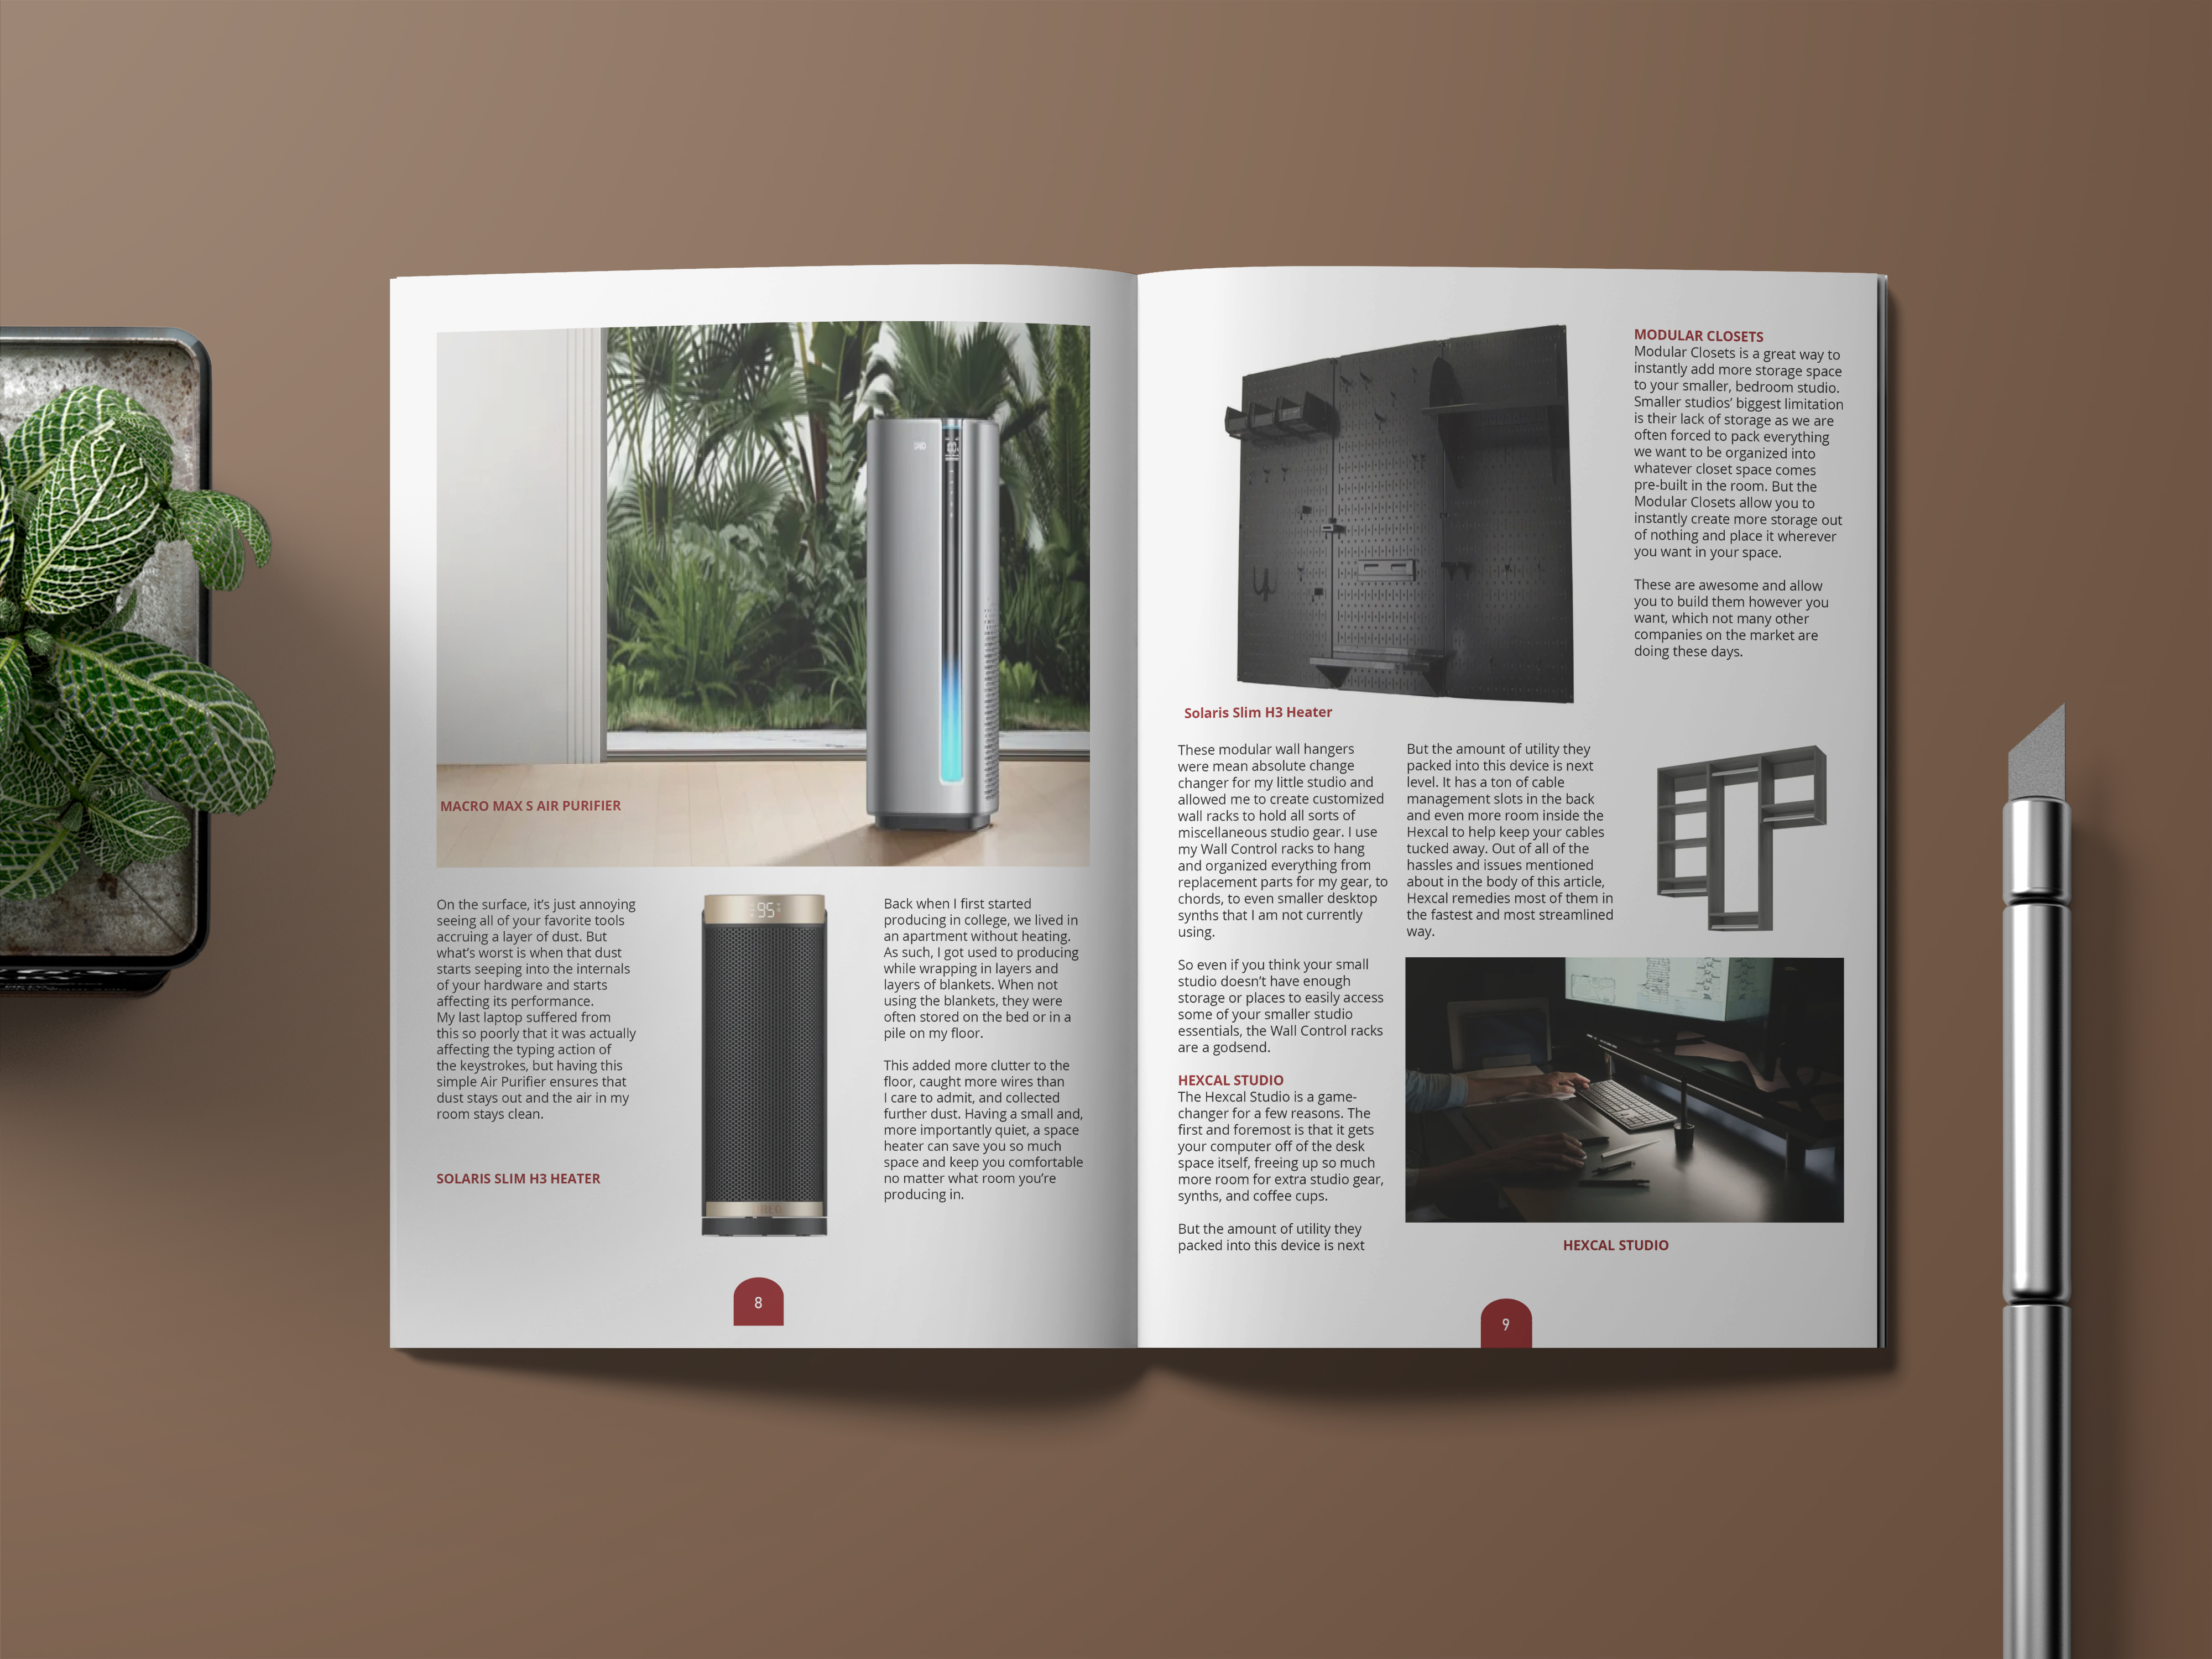 MACRO MAX S AIR PURIFIER
On the surface, it's just annoying
seeing all of your favorite tools
accruing a layer of dust. But
what's worst is when that dust
starts seeping into the internals
of your hardware and starts
affecting its performance.
My last laptop suffered from
this so poorly that it was actually
affecting the typing action of
the keystrokes, but having this
simple Air Purifier ensures that
dust stays out and the air in my
room stays clean.
SOLARIS SLIM H3 HEATER
95
Back when I first started
producing in college, we lived in
an apartment without heating.
As such, I got used to producing
while wrapping in layers and
layers of blankets. When not
using the blankets, they were
often stored on the bed or in a
pile on my floor.
This added more clutter to the
floor, caught more wires than
I care to admit, and collected
further dust. Having a small and,
more importantly quiet, a space
heater can save you so much
space and keep you comfortable
no matter what room you're
producing in.
8
Solaris Slim H3 Heater
These modular wall hangers
were mean absolute change
changer for my little studio and
allowed me to create customized
wall racks to hold all sorts of
miscellaneous studio gear. I use
my Wall Control racks to hang
and organized everything from
replacement parts for my gear, to
chords, to even smaller desktop
synths that I am not currently
using.
So even if you think your small
studio doesn't have enough
storage or places to easily access
some of your smaller studio
essentials, the Wall Control racks
are a godsend.
HEXCAL STUDIO
The Hexcal Studio is a game-
changer for a few reasons. The
first and foremost is that it gets
your computer off of the desk
space itself, freeing up so much
more room for extra studio gear,
synths, and coffee cups.
But the amount of utility they
packed into this device is next
But the amount of utility they
packed into this device is next
level. It has a ton of cable
management slots in the back
and even more room inside the
Hexcal to help keep your cables
tucked away. Out of all of the
hassles and issues mentioned
about in the body of this article,
Hexcal remedies most of them in
the fastest and most streamlined
way.
MODULAR CLOSETS
Modular Closets is a great way to
instantly add more storage space
to your smaller, bedroom studio.
Smaller studios' biggest limitation
is their lack of storage as we are
often forced to pack everything
we want to be organized into
whatever closet space comes
pre-built in the room. But the
Modular Closets allow you to
instantly create more storage out
of nothing and place it wherever
you want in your space.
These are awesome and allow
you to build them however you
want, which not many other
companies on the market are
doing these days.
HEXCAL STUDIO
9